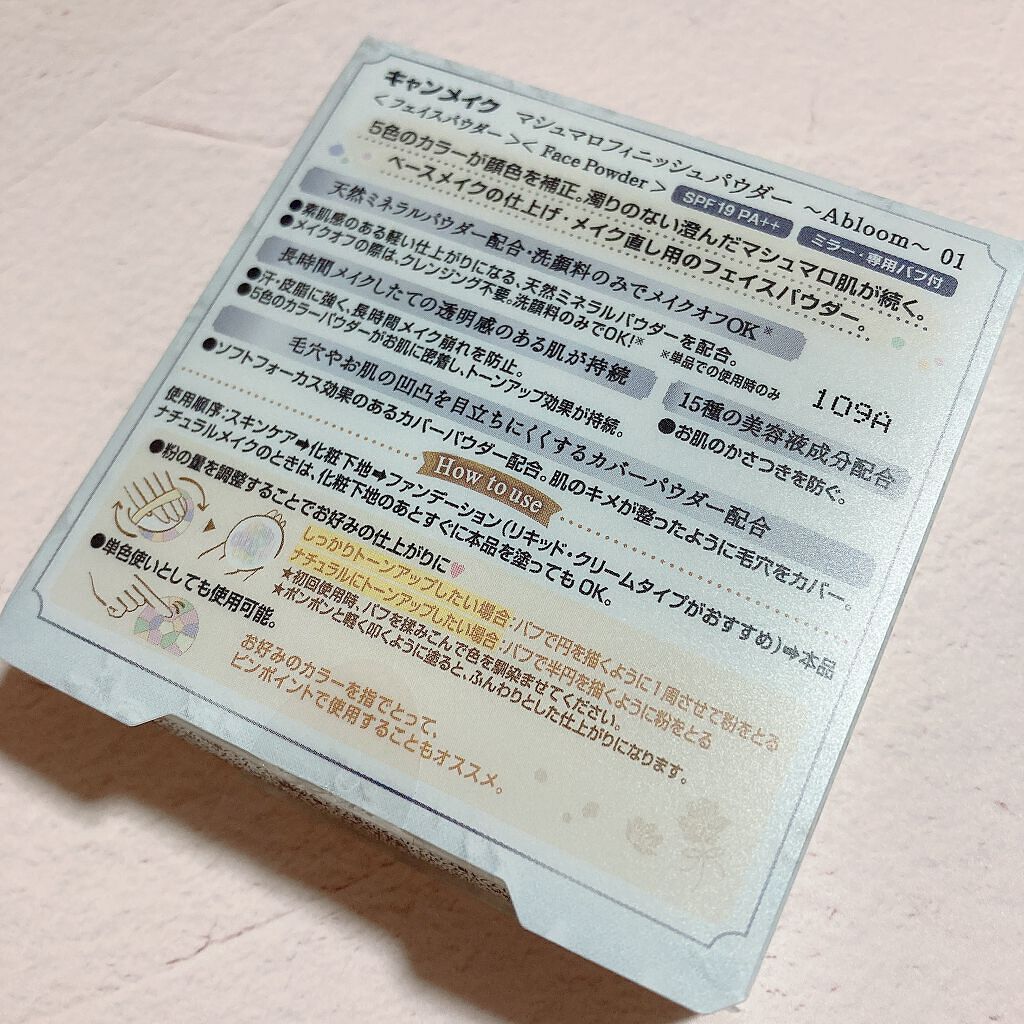 キャンメイク マシュマロフィニッシュパウダー ～Abloom～ 01
＜フェイスパウダー＞＜Face Powder＞ SPF19 PA++ ミラー・専用パフ付
5色のカラーが顔色を補正。濁りのない澄んだマシュマロ肌が続く。
ベースメイクの仕上げ・メイク直し用のフェイスパウダー。
天然ミネラルパウダー配合・洗顔料のみでメイクオフOK※
●素肌感のある軽い仕上がりになる、天然ミネラルパウダーを配合。
●メイクオフの際は、クレンジング不要。洗顔料のみでOK!※ ※単品での使用時のみ
長時間メイクしたての透明感のある肌が持続
●汗・皮脂に強く、長時間メイク崩れを防止。
●5色のカラーパウダーがお肌に密着し、トーンアップ効果が持続。
109A
15種の美容液成分配合
●お肌のかさつきを防ぐ。
毛穴やお肌の凹凸を目立ちにくくするカバーパウダー配合
●ソフトフォーカス効果のあるカバーパウダー配合。肌のキメが整ったように毛穴をカバー。
How to use
使用順序：スキンケア➡化粧下地➡ファンデーション（リキッド・クリームタイプがおすすめ）➡本品
ナチュラルメイクのときは、化粧下地のあとすぐに本品を塗ってもOK。
●粉の量を調整することでお好みの仕上がりに
しっかりトーンアップしたい場合：パフで円を描くように1周させて粉をとる
ナチュラルにトーンアップしたい場合：パフで半円を描くように粉をとる
★初回使用時、パフを揉みこんで色を馴染ませてください。
★ポンポンと軽く叩くように塗ると、ふんわりとした仕上がりになります。
●単色使いとしても使用可能。
お好みのカラーを指でとって、
ピンポイントで使用することもオススメ。